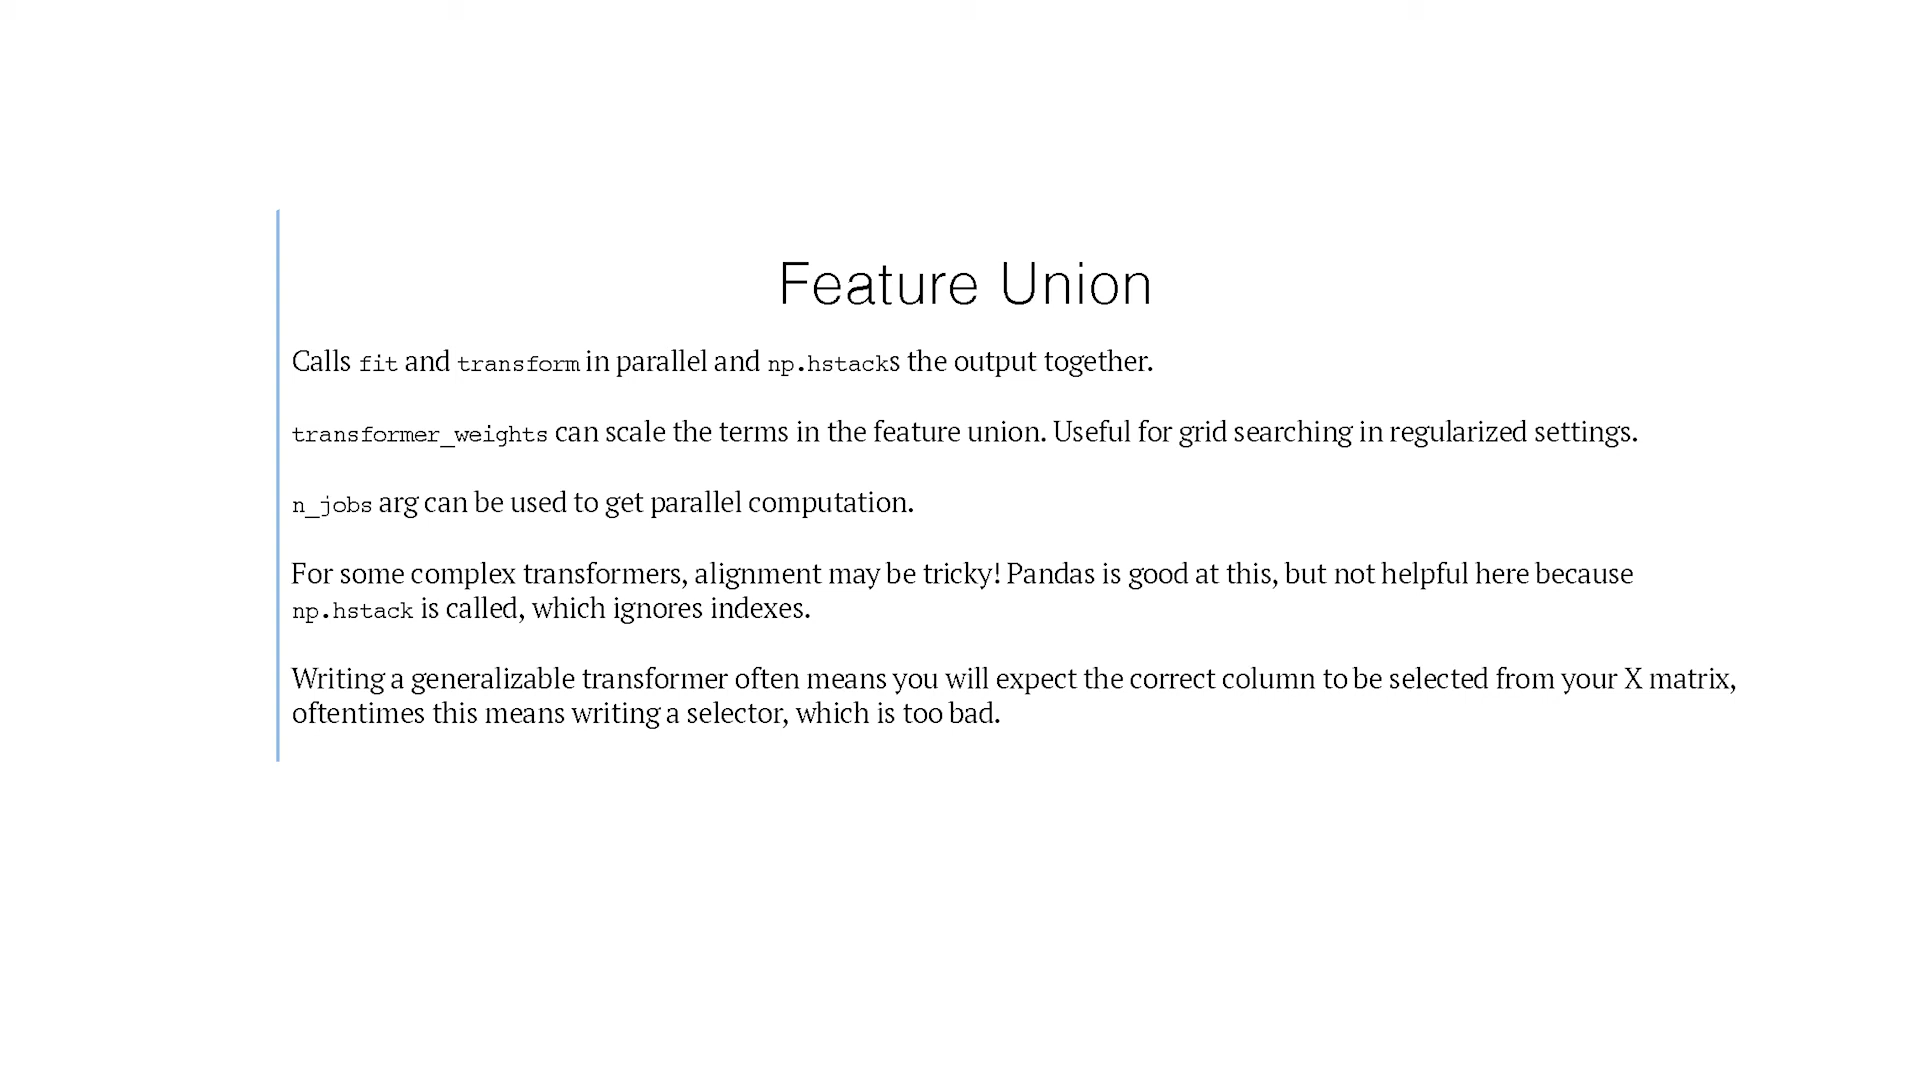 Feature Union
Calls fit and transform in parallel and np.hstacks the output together.
transformer_weights can scale the terms in the feature union. Useful for grid searching in regularized settings.
n_jobs arg can be used to get parallel computation.
For some complex transformers, alignment may be tricky! Pandas is good at this, but not helpful here because
np.hstack is called, which ignores indexes.
Writing a generalizable transformer often means you will expect the correct column to be selected from your X matrix,
oftentimes this means writing a selector, which is too bad.